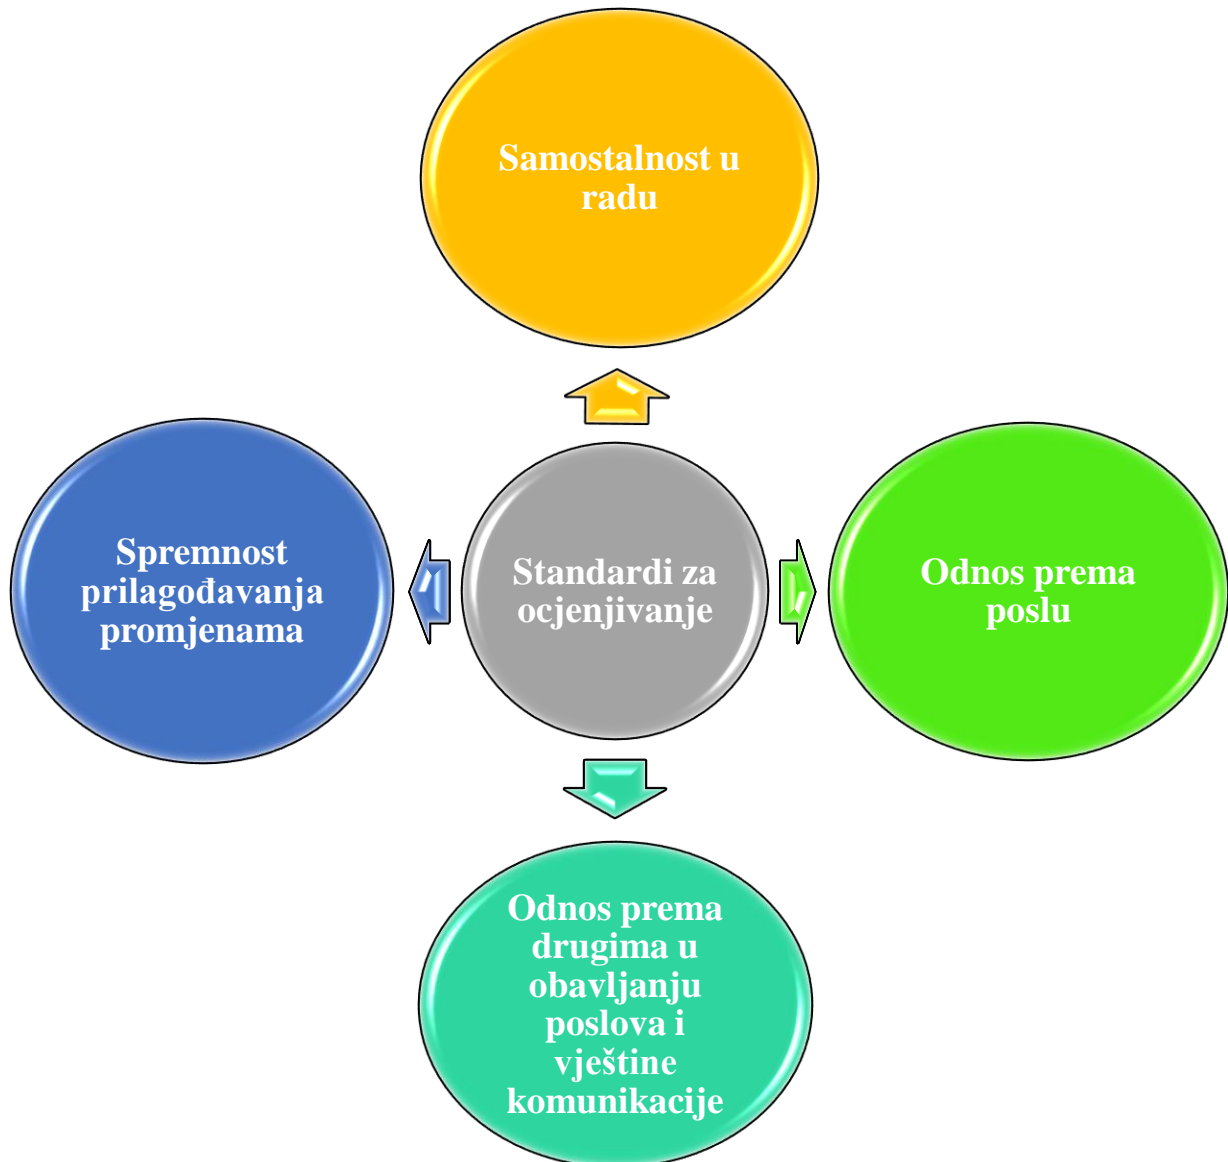 Samostalnost u
radu
Spremnost
prilagođavanja
promjenama
Standardi za
ocjenjivanje
Odnos prema
poslu
Odnos prema
drugima u
obavljanju
poslova i
vještine
komunikacije